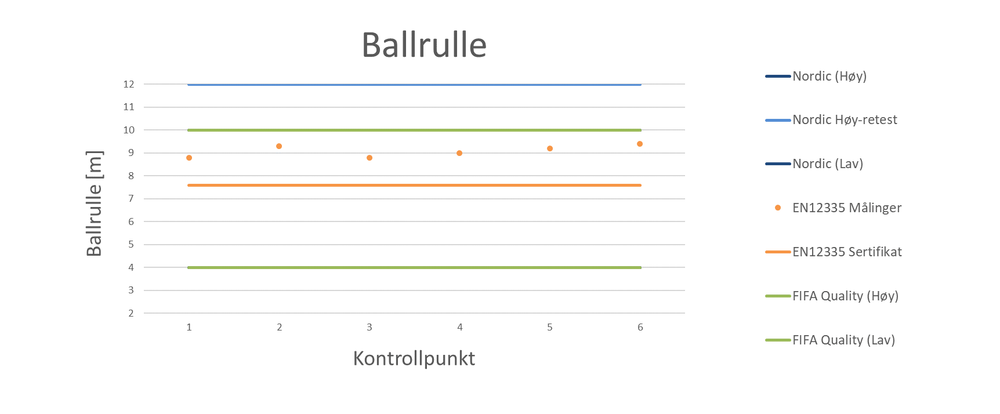 Ballrulle
12
11
10
9
8
7
6
5
4
3
2
Ballrulle [m]
1 2 3 4 5 6
Kontrollpunkt
Nordic (Høy)
Nordic Høy-retest
Nordic (Lav)
EN12335 Målinger
EN12335 Sertifikat
FIFA Quality (Høy)
FIFA Quality (Lav)